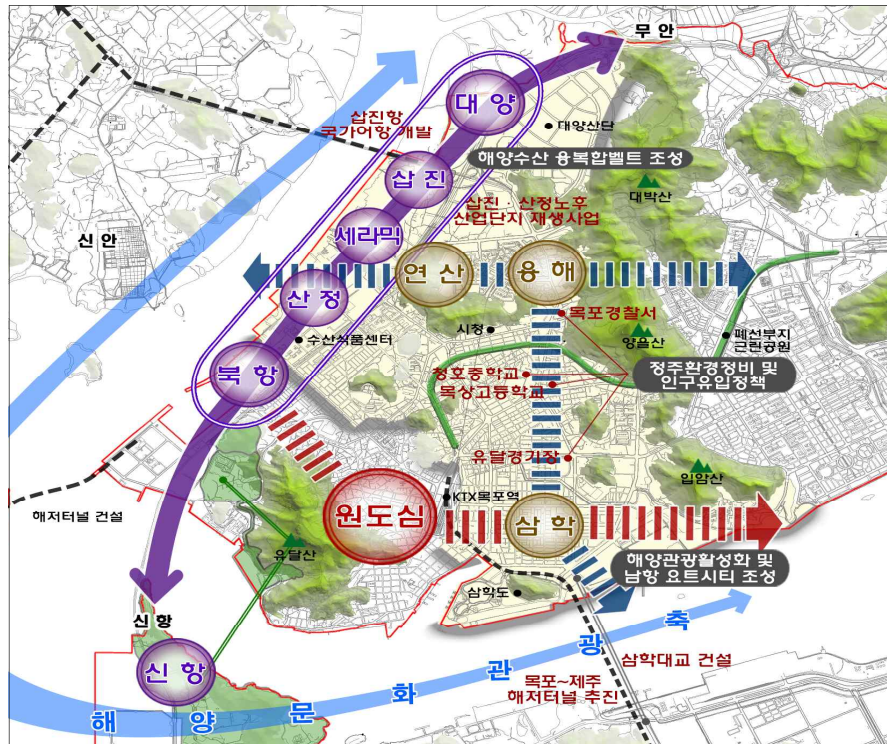 무안
대양
삽진항
국가어항 개발
대양산단
해양수산 융복합벨트 조성
삽진
대박산
삽진 · 산정노후
산업단지 재생사업
신안
세라믹
연산
용해
산정
목포경찰서
시청
양을산
폐선부지
근린공원
수산식품센터
북항
청호중학교
목상고등학교
정주환경정비 및
인구유입정책
유달경기장
입암산
KTX목포역
원도심
삼학
해저터널 건설
유달산
해양관광활성화 및
남항 요트시티 조성
삼학도
신항
신항
삼학대교 건설
목포~제주
해저터널 추진
해양문화관광축